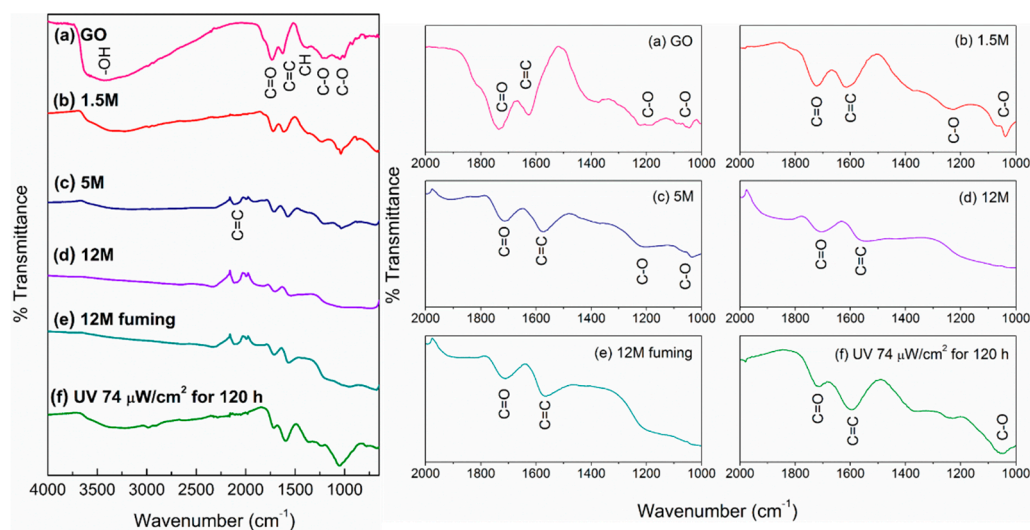 (a) GO
-OH
C=O
C=C
CH
C-O
C-O
(b) 1.5M
(c) 5M
C=C
(d) 12M
(e) 12M fuming
(f) UV 74 μW/cm² for 120 h
% Transmittance
4000 3500 3000 2500 2000 1500 1000
Wavenumber (cm⁻¹)
% Transmittance
(a) GO
C=O
C=C
C-O
C-O
2000 1800 1600 1400 1200 1000
(b) 1.5M
C=O
C=C
C-O
C-O
2000 1800 1600 1400 1200 1000
(c) 5M
C=O
C=C
C-O
C-O
2000 1800 1600 1400 1200 1000
(d) 12M
C=O
C=C
2000 1800 1600 1400 1200 1000
(e) 12M fuming
C=O
C=C
2000 1800 1600 1400 1200 1000
(f) UV 74 μW/cm² for 120 h
C=O
C=C
C-O
2000 1800 1600 1400 1200 1000
Wavenumber (cm⁻¹)